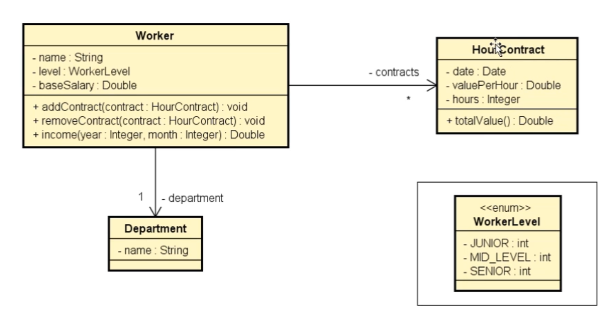 Worker
- name : String
- level : WorkerLevel
- baseSalary : Double
+ addContract(contract : HourContract) : void
+ removeContract(contract : HourContract) : void
+ income(year : Integer, month : Integer) : Double
- contracts
*
HourContract
- date : Date
- valuePerHour : Double
- hours : Integer
+ totalValue() : Double
1
- department
Department
- name : String
<<enum>>
WorkerLevel
- JUNIOR : int
- MID_LEVEL : int
- SENIOR : int